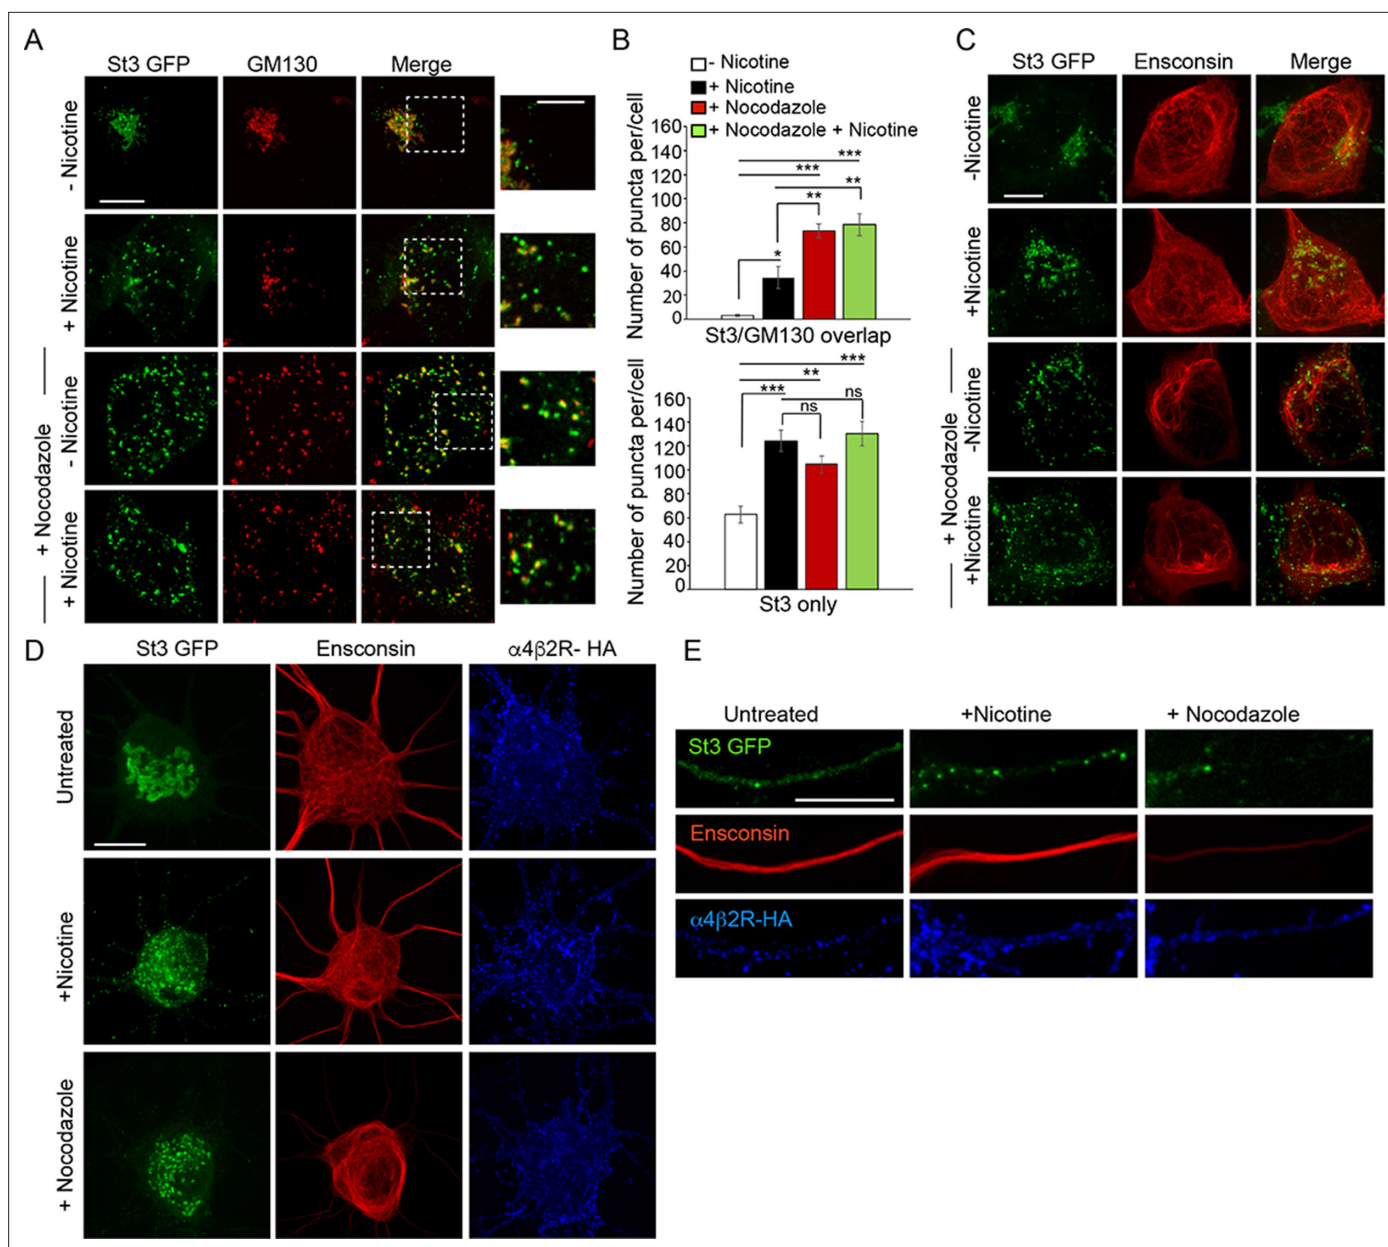 A
St3 GFP GM130 Merge
- Nicotine
+ Nicotine
+ Nocodazole
- Nicotine
+ Nicotine
B
- Nicotine
+ Nicotine
+ Nocodazole
+ Nocodazole + Nicotine
Number of puncta per/cell
160
140
120
100
80
60
40
20
0
***
***
**
**
*
St3/GM130 overlap
Number of puncta per/cell
160
140
120
100
80
60
40
20
0
***
**
***
ns
ns
St3 only
C
St3 GFP Ensconsin Merge
-Nicotine
+Nicotine
+ Nocodazole
-Nicotine
+Nicotine
D
St3 GFP Ensconsin α4β2R- HA
Untreated
+Nicotine
+ Nocodazole
E
Untreated +Nicotine + Nocodazole
St3 GFP
Ensconsin
α4β2R-HA